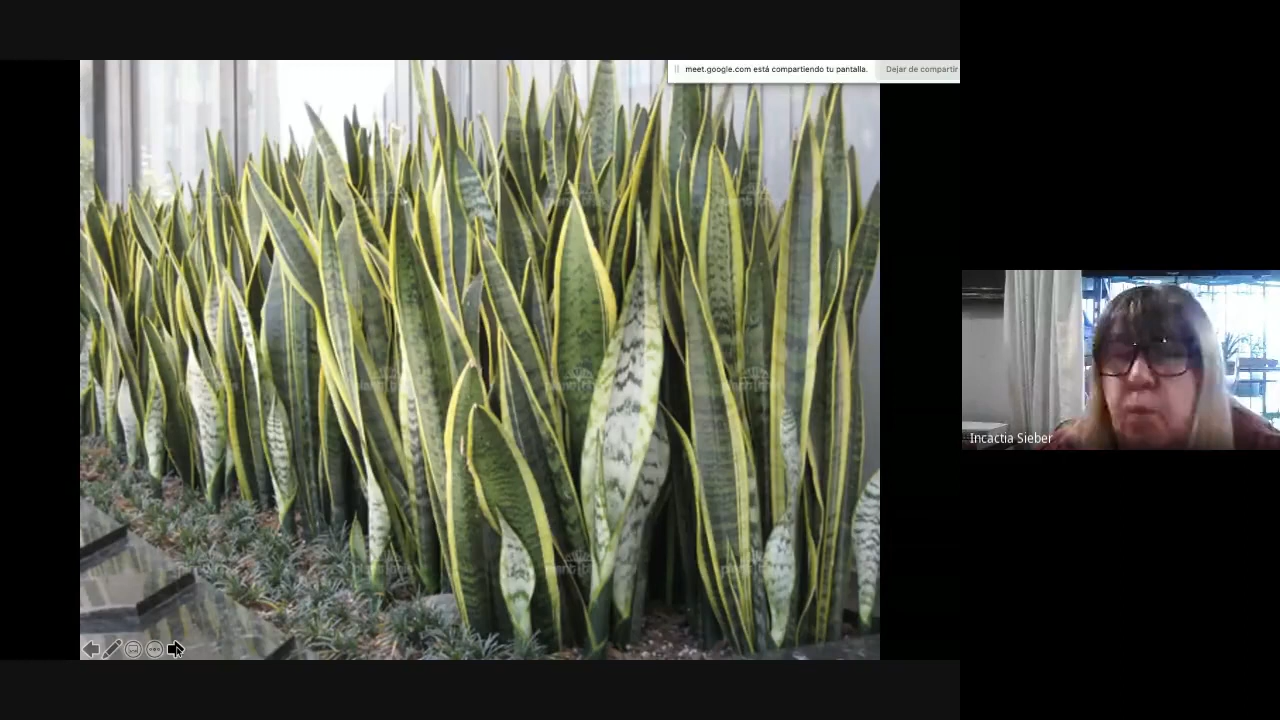 meet.google.com está compartiendo tu pantalla.
Dejar de compartir
Incactia Sieber